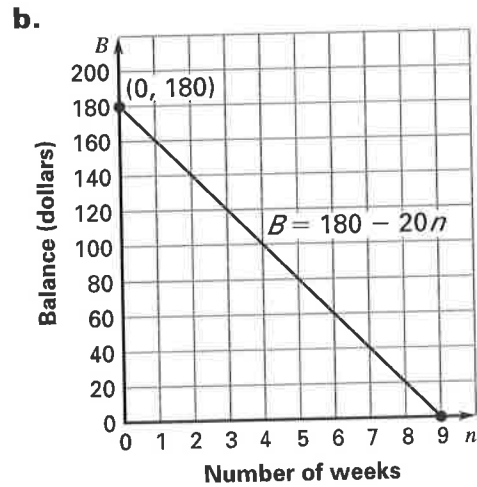 b.
B
200
(0, 180)
180
160
140
120
B = 180 − 20n
100
80
60
40
20
0
0 1 2 3 4 5 6 7 8 9 n
Balance (dollars)
Number of weeks